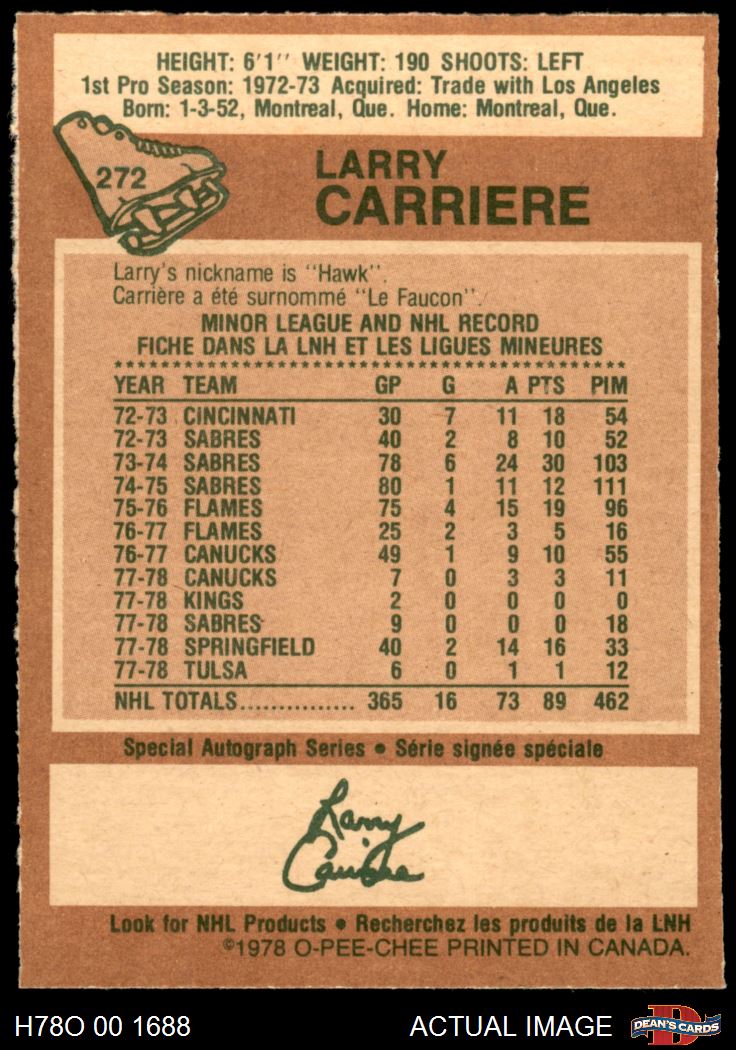 HEIGHT: 6'1'' WEIGHT: 190 SHOOTS: LEFT
1st Pro Season: 1972-73 Acquired: Trade with Los Angeles
Born: 1-3-52, Montreal, Que. Home: Montreal, Que.
272
LARRY
CARRIERE
Larry's nickname is ''Hawk''.
Carrière a été surnommé ''Le Faucon''.
MINOR LEAGUE AND NHL RECORD
FICHE DANS LA LNH ET LES LIGUES MINEURES
YEAR TEAM GP G A PTS PIM
72-73 CINCINNATI 30 7 11 18 54
72-73 SABRES 40 2 8 10 52
73-74 SABRES 78 6 24 30 103
74-75 SABRES 80 1 11 12 111
75-76 FLAMES 75 4 15 19 96
76-77 FLAMES 25 2 3 5 16
76-77 CANUCKS 49 1 9 10 55
77-78 CANUCKS 7 0 3 3 11
77-78 KINGS 2 0 0 0 0
77-78 SABRES 9 0 0 0 18
77-78 SPRINGFIELD 40 2 14 16 33
77-78 TULSA 6 0 1 1 12
NHL TOTALS............... 365 16 73 89 462
Special Autograph Series • Série signée spéciale
Larry
Carriere
Look for NHL Products • Recherchez les produits de la LNH
©1978 O-PEE-CHEE PRINTED IN CANADA.
H78O 00 1688 ACTUAL IMAGE DEAN'S CARDS